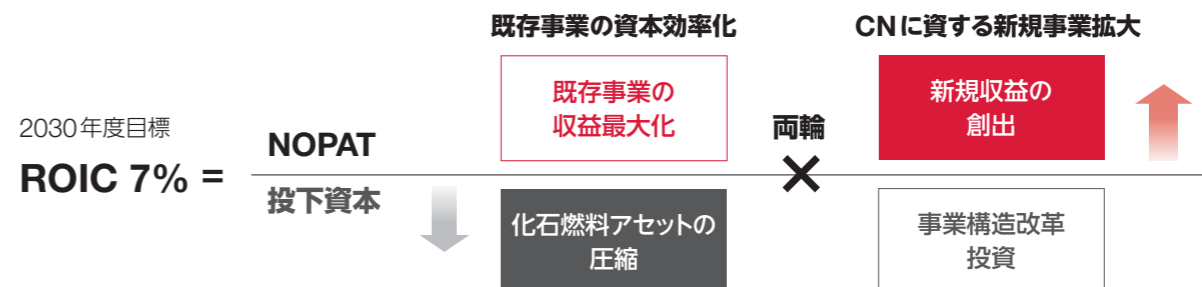 既存事業の資本効率化
CNに資する新規事業拡大
2030年度目標
ROIC 7% =
NOPAT
投下資本
既存事業の
収益最大化
化石燃料アセットの
圧縮
両輪
×
新規収益の
創出
事業構造改革
投資